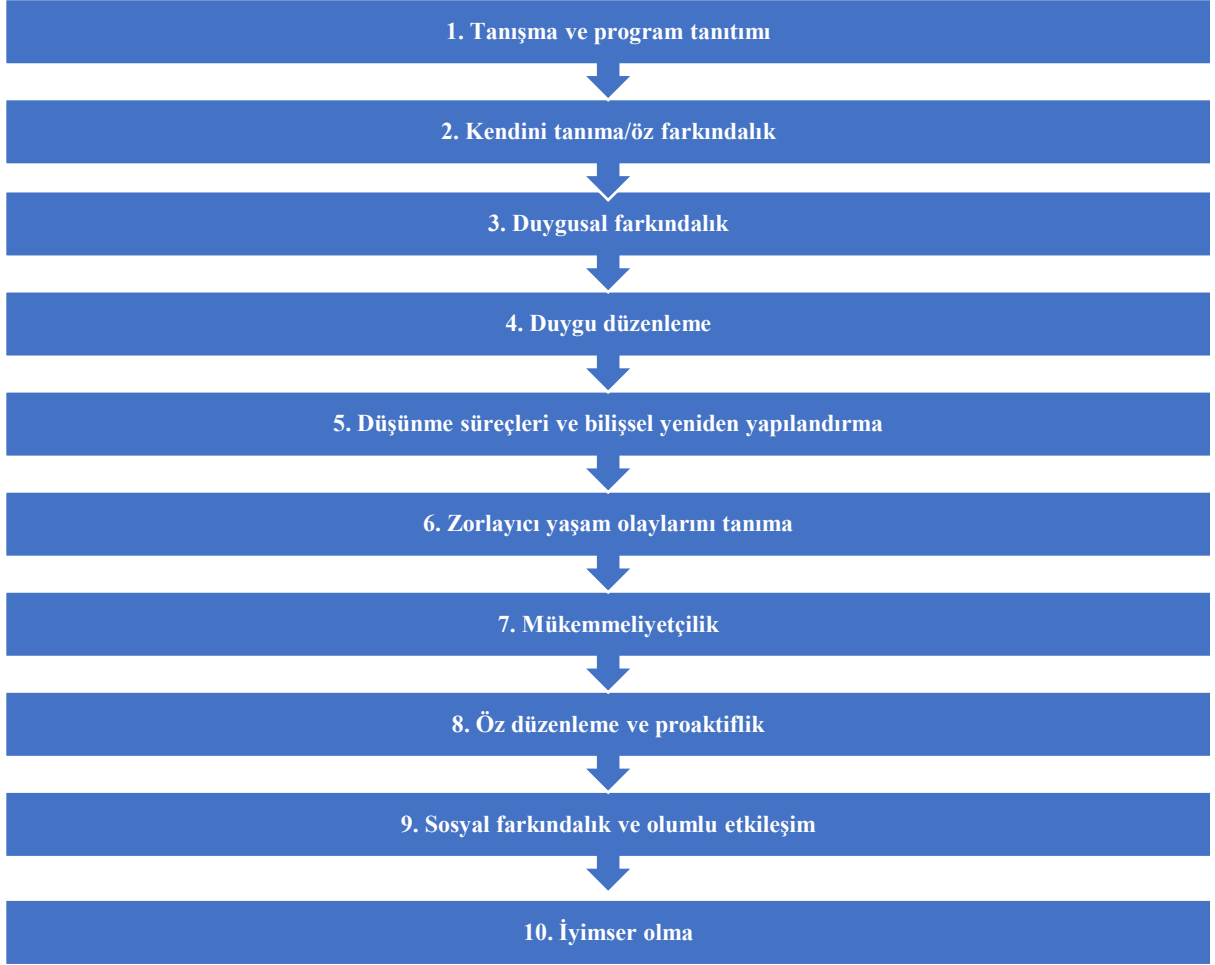 1. Tanışma ve program tanıtımı
2. Kendini tanıma/öz farkındalık
3. Duygusal farkındalık
4. Duygu düzenleme
5. Düşünme süreçleri ve bilişsel yeniden yapılandırma
6. Zorlayıcı yaşam olaylarını tanıma
7. Mükemmeliyetçilik
8. Öz düzenleme ve proaktiflik
9. Sosyal farkındalık ve olumlu etkileşim
10. İyimser olma